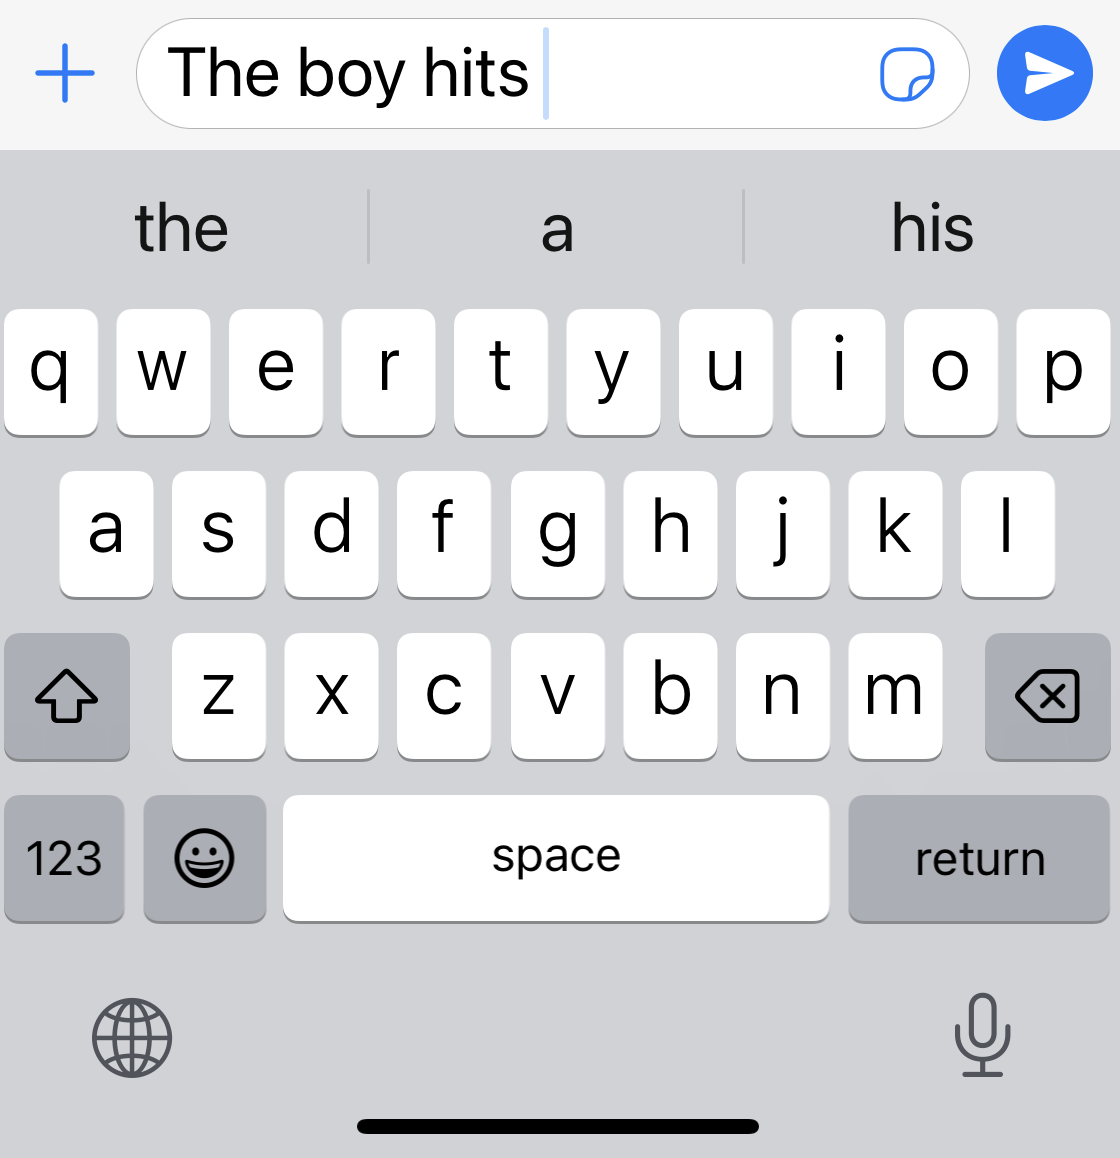 The boy hits
the a his
q w e r t y u i o p
a s d f g h j k l
z x c v b n m
123 space return